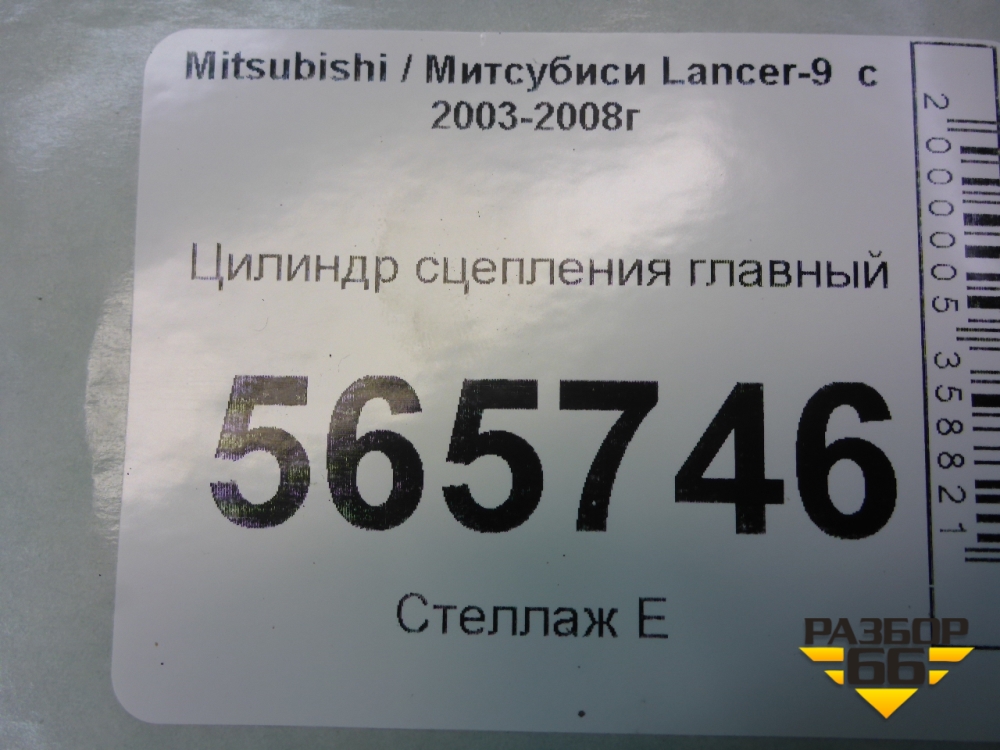 Mitsubishi / Митсубиси Lancer-9 с
2003-2008г
Цилиндр сцепления главный
565746
Стеллаж Е
2000005358821
РАЗБОР
66